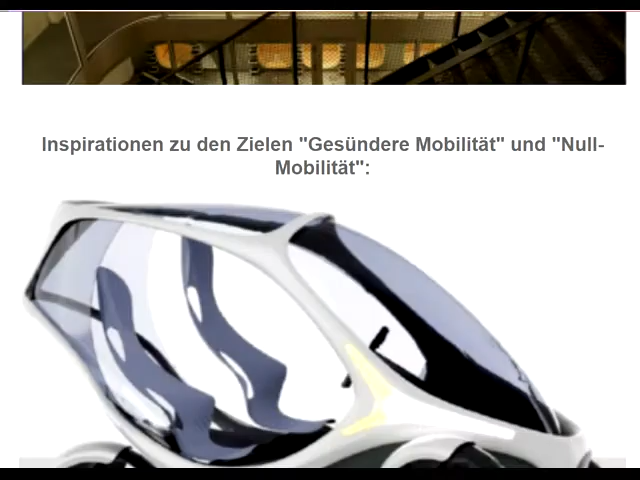 Inspirationen zu den Zielen "Gesündere Mobilität" und "Null-
Mobilität":